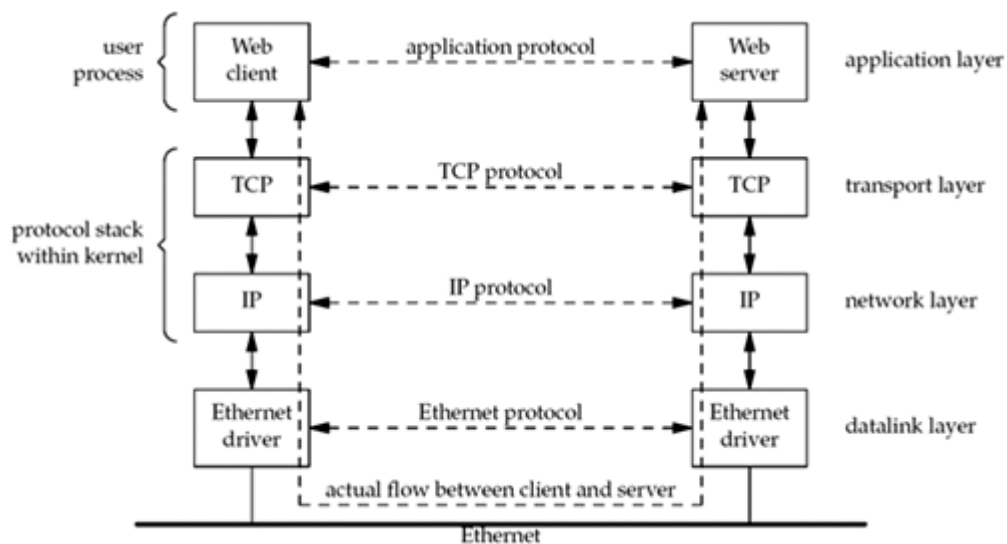 user
process
Web
client
application protocol
Web
server
application layer
protocol stack
within kernel
TCP
TCP protocol
TCP
transport layer
IP
IP protocol
IP
network layer
Ethernet
driver
Ethernet protocol
Ethernet
driver
datalink layer
actual flow between client and server
Ethernet